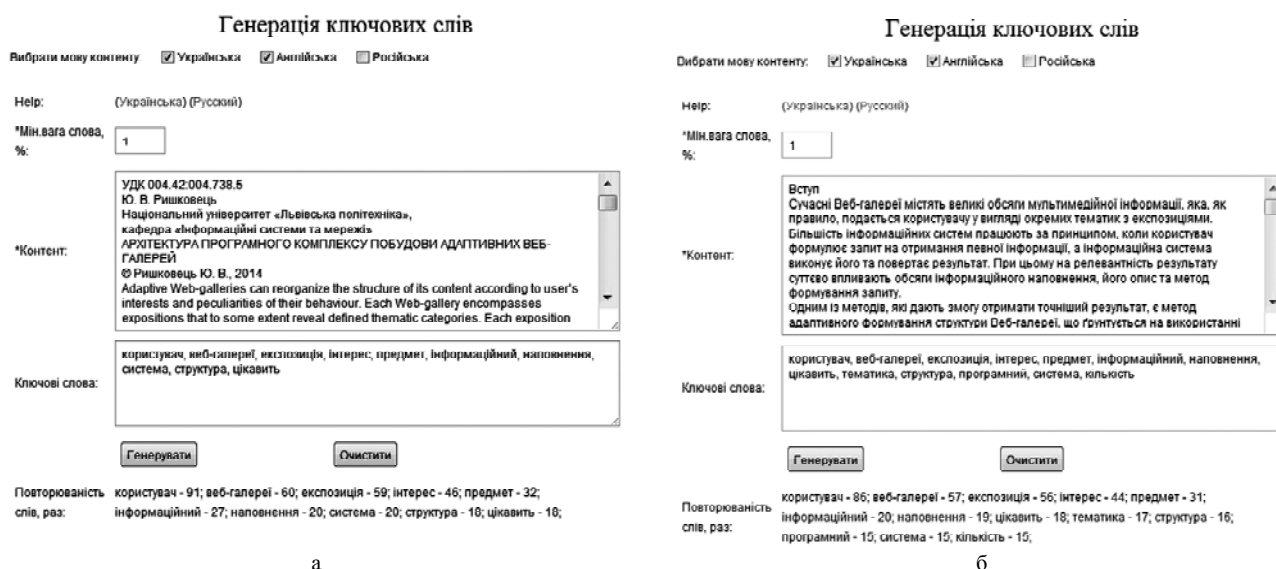 Генерація ключових слів
Вибрати мову контенту Українська Англійська Російська
Help: (Українська) (Русский)
*Мін.вага слова, %: 1
УДК 004.42:004.738.5
Ю. В. Ришковець
Національний університет «Львівська політехніка»,
кафедра «Інформаційні системи та мережі»
АРХІТЕКТУРА ПРОГРАМНОГО КОМПЛЕКСУ ПОБУДОВИ АДАПТИВНИХ ВЕБ-
ГАЛЕРЕЙ
© Ришковець Ю. В., 2014
*Контент:
Adaptive Web-galleries can reorganize the structure of its content according to user's
interests and peculiarities of their behaviour. Each Web-gallery encompasses
expositions that to some extent reveal defined thematic categories. Each exposition
Ключові слова:
користувач, веб-галереї, експозиція, інтерес, предмет, інформаційний, наповнення,
система, структура, цікавить
Генерувати Очистити
Повторюваність слів, раз:
користувач - 91; веб-галереї - 60; експозиція - 59; інтерес - 46; предмет - 32;
інформаційний - 27; наповнення - 20; система - 20; структура - 18; цікавить - 18;
а
Генерація ключових слів
Вибрати мову контенту: Українська Англійська Російська
Help: (Українська) (Русский)
*Мін.вага слова, %: 1
Вступ
Сучасні Веб-галереї містять великі обсяги мультимедійної інформації, яка, як
правило, подається користувачу у вигляді окремих тематик з експозиціями.
Більшість інформаційних систем працюють за принципом, коли користувач
формулює запит на отримання певної інформації, а інформаційна система
виконує його та повертає результат. При цьому на релевантність результату
суттєво впливають обсяги інформаційного наповнення, його опис та метод
формування запиту.
Одним із методів, які дають змогу отримати точніший результат, є метод
адаптивного формування структури Веб-галереї, що ґрунтується на використанні
*Контент:
Ключові слова:
користувач, веб-галереї, експозиція, інтерес, предмет, інформаційний, наповнення,
цікавить, тематика, структура, програмний, система, кількість
Генерувати Очистити
Повторюваність слів, раз:
користувач - 86; веб-галереї - 57; експозиція - 56; інтерес - 44; предмет - 31;
інформаційний - 20; наповнення - 19; цікавить - 18; тематика - 17; структура - 16;
програмний - 15; система - 15; кількість - 15;
б